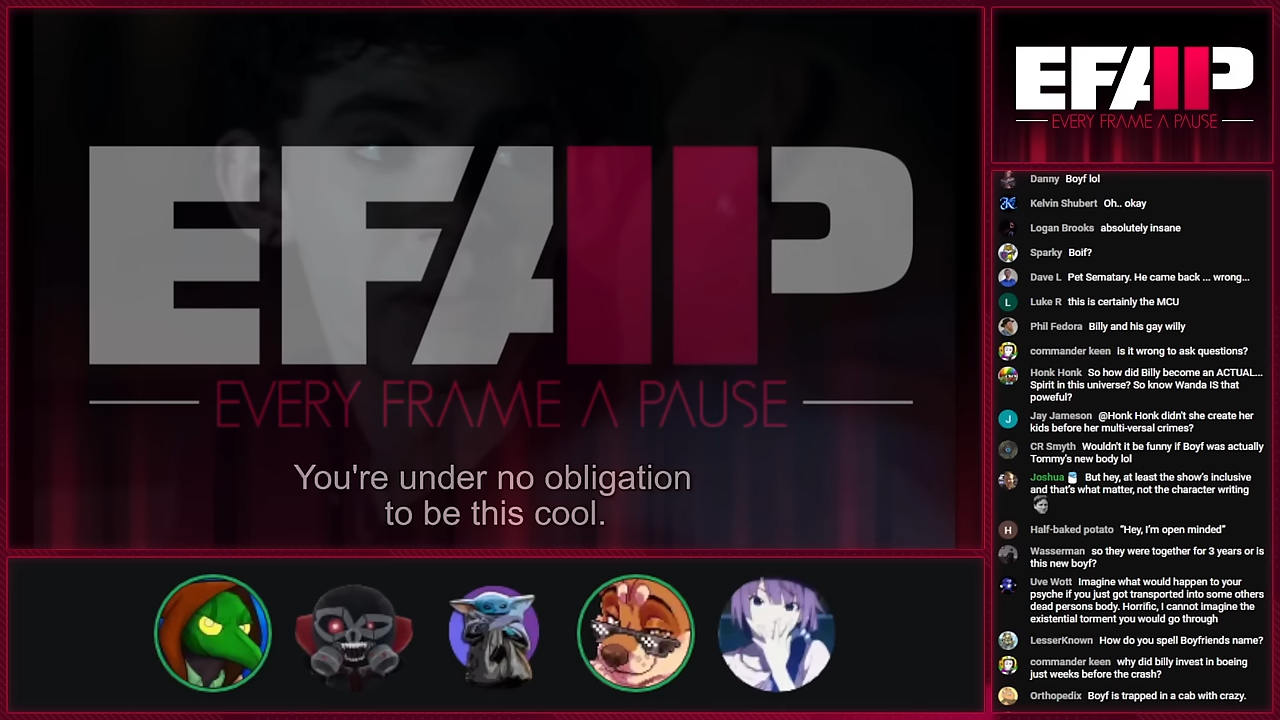 EFAP
EVERY FRAME A PAUSE
You're under no obligation
to be this cool.
EFAP
EVERY FRAME A PAUSE
Danny Boyf lol
Kelvin Shubert Oh.. okay
Logan Brooks absolutely insane
Sparky Boif?
Dave L Pet Sematary. He came back ... wrong...
L
Luke R this is certainly the MCU
Phil Fedora Billy and his gay willy
commander keen Is it wrong to ask questions?
Honk Honk So how did Billy become an ACTUAL...
Spirit in this universe? So know Wanda IS that
powerful?
J
Jay Jameson @Honk Honk didn't she create her
kids before her multi-versal crimes?
CR Smyth Wouldn't it be funny if Boyf was actually
Tommy's new body lol
Joshua But hey, at least the show's inclusive
and that's what matter, not the character writing
H
Half-baked potato "Hey, I'm open minded"
Wasserman so they were together for 3 years or is
this new boyf?
Uve Wott Imagine what would happen to your
psyche if you just got transported into some others
dead persons body. Horrific, I cannot imagine the
existential torment you would go through
LesserKnown How do you spell Boyfriends name?
commander keen why did billy invest in boeing
just weeks before the crash?
Orthopedix Boyf is trapped in a cab with crazy.